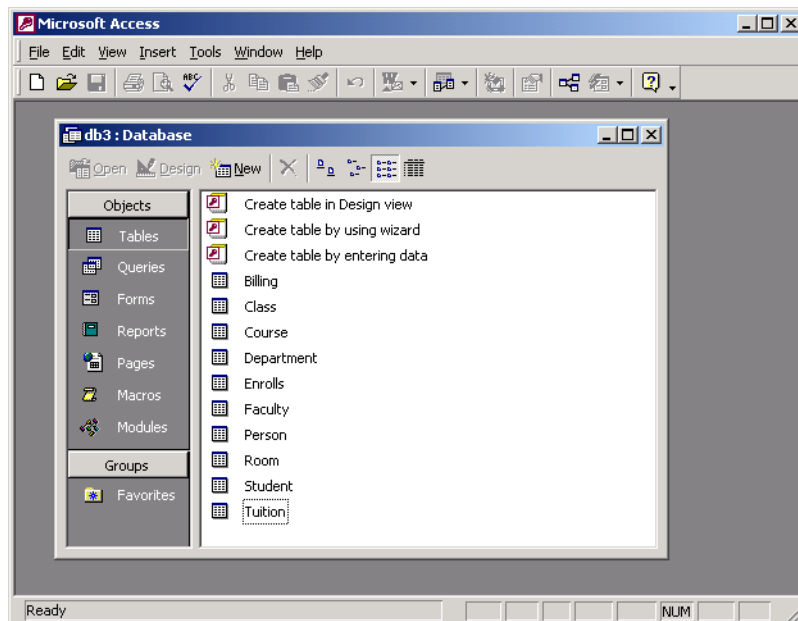 Microsoft Access
File Edit View Insert Tools Window Help
ABC
db3 : Database
Open Design New
Objects
Tables
Queries
Forms
Reports
Pages
Macros
Modules
Groups
Favorites
Create table in Design view
Create table by using wizard
Create table by entering data
Billing
Class
Course
Department
Enrolls
Faculty
Person
Room
Student
Tuition
Ready NUM